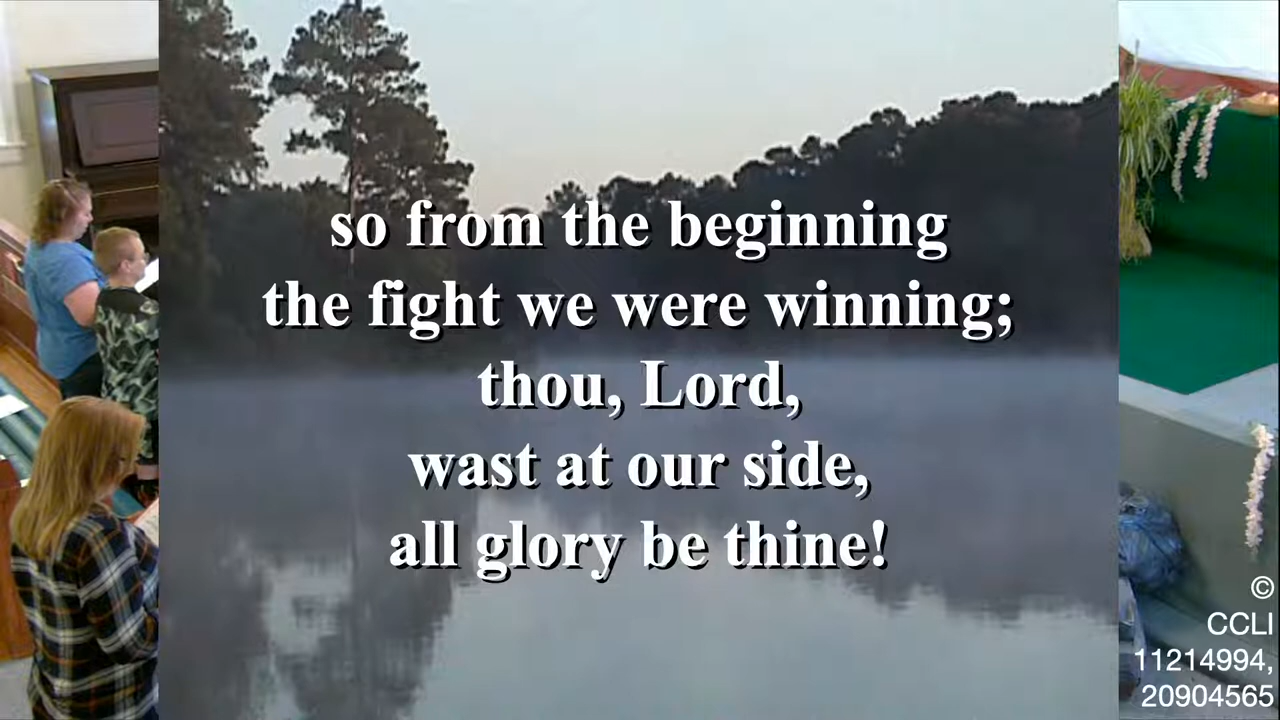 so from the beginning
the fight we were winning;
thou, Lord,
wast at our side,
all glory be thine!
©
CCLI
11214994,
20904565